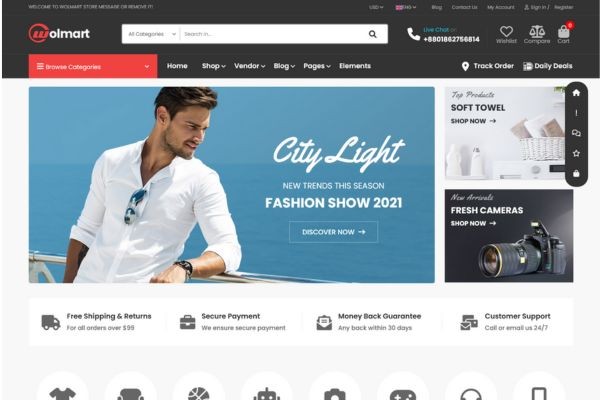 WELCOME TO WOLMART STORE MESSAGE OR REMOVE IT!
USD
ENG
Blog
Contact Us
My Account
Sign in / Register
Wolmart
All Categories
Search in...
Live Chat or:
+8801862756814
Wishlist
Compare
0
Cart
Browse Categories
Home
Shop
Vendor
Blog
Pages
Elements
Track Order
Daily Deals
City Light
NEW TRENDS THIS SEASON
FASHION SHOW 2021
DISCOVER NOW
Top Products
SOFT TOWEL
SHOP NOW
New Arrivals
FRESH CAMERAS
SHOP NOW
Free Shipping & Returns
For all orders over $99
Secure Payment
We ensure secure payment
Money Back Guarantee
Any back within 30 days
Customer Support
Call or email us 24/7